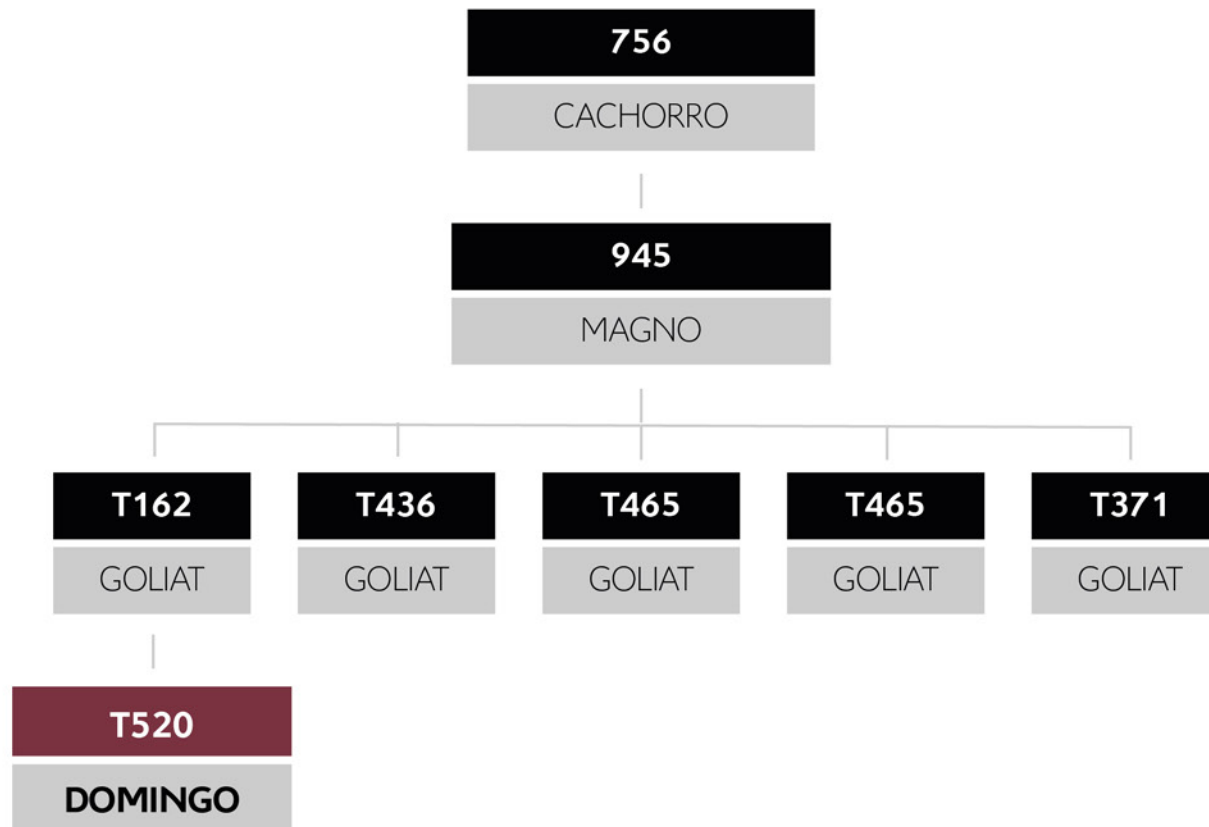 756
CACHORRO
945
MAGNO
T162
T436
T465
T465
T371
GOLIAT
GOLIAT
GOLIAT
GOLIAT
GOLIAT
T520
DOMINGO